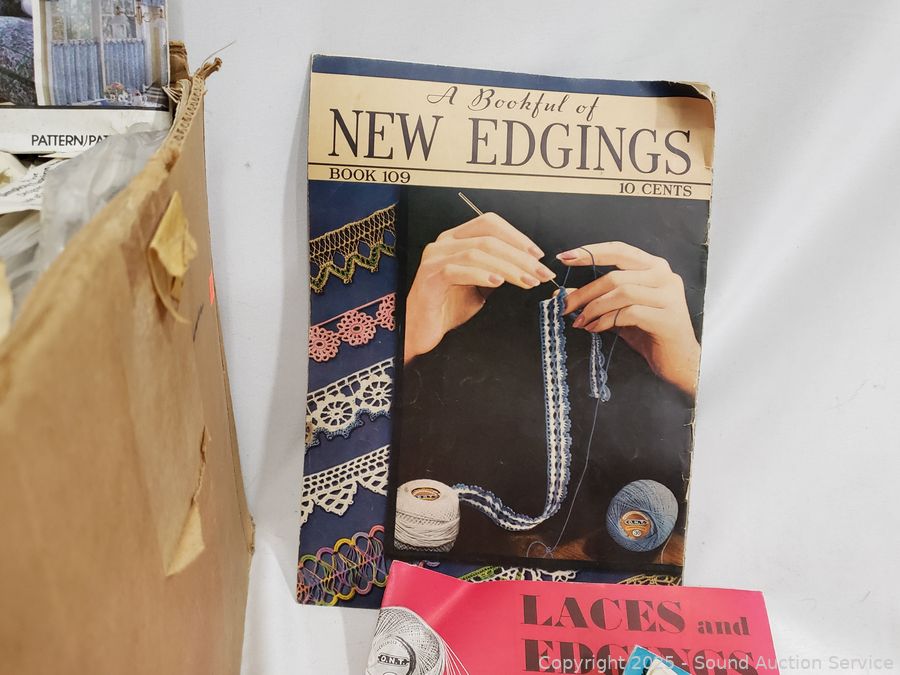 PATTERN/PAT
A Bookful of
NEW EDGINGS
BOOK 109
10 CENTS
O.N.T.
LACES and
EDGINGS
O.N.T.
Copyright 2025 - Sound Auction Service